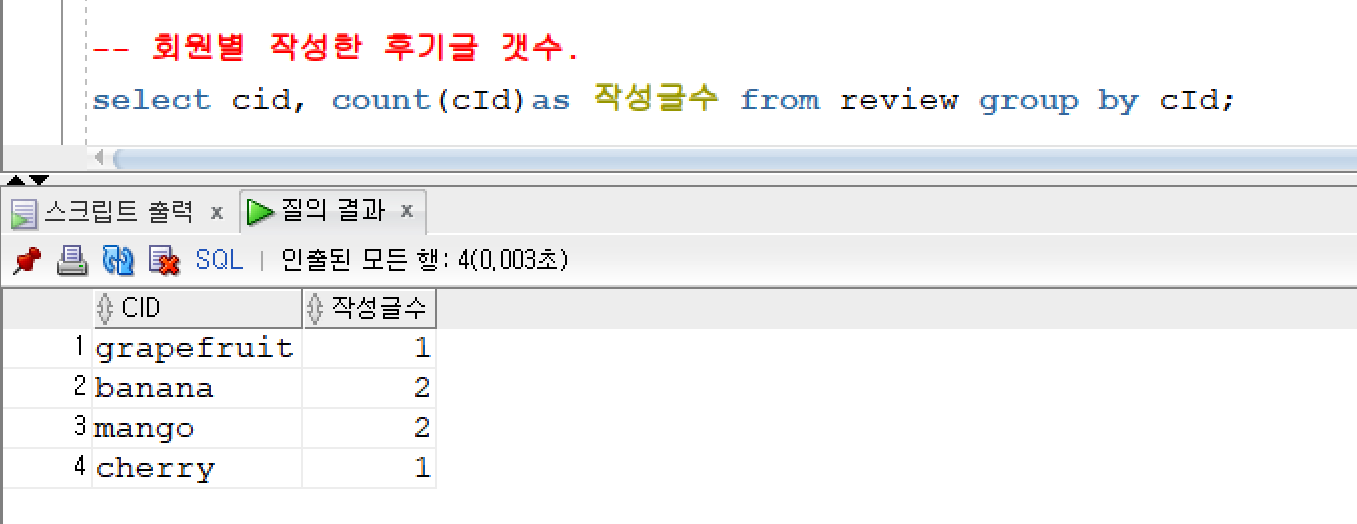 -- 회원별 작성한 후기글 갯수.
select cid, count(cId)as 작성글수 from review group by cId;
스크립트 출력 x 질의 결과 x
SQL | 인출된 모든 행: 4(0,003초)
CID 작성글수
1 grapefruit 1
2 banana 2
3 mango 2
4 cherry 1